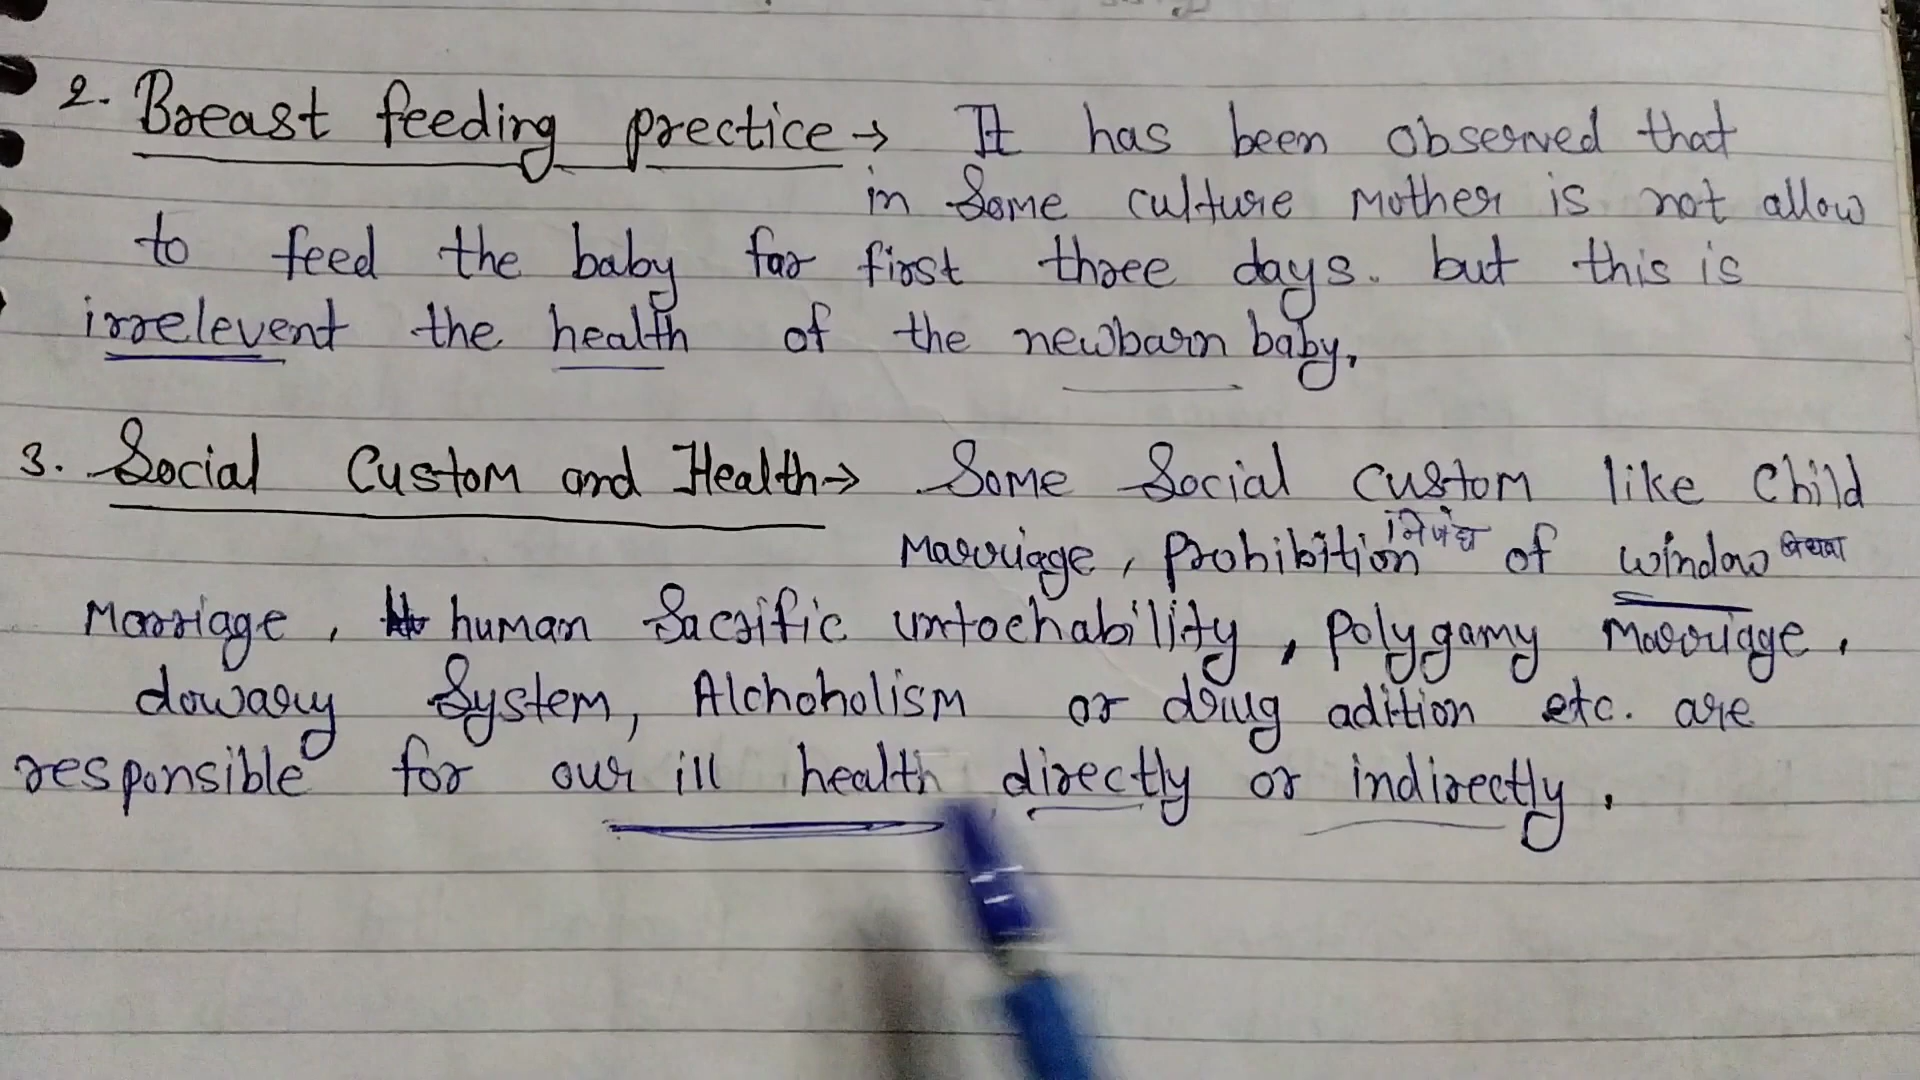 2. Breast feeding prectice → It has been observed that
in Some culture Mother is not allow
to feed the baby far first three days. but this is
irrelevent the health of the newbarn baby,
3. Social Custom and Health → Some Social Custom like Child
Marriage, Prohibition of window विधवा
Marriage, human Sacrific untochability, Polygamy Marriage,
dowary System, Alchoholism or drug adition etc. are
responsible for our ill health directly or indirectly.